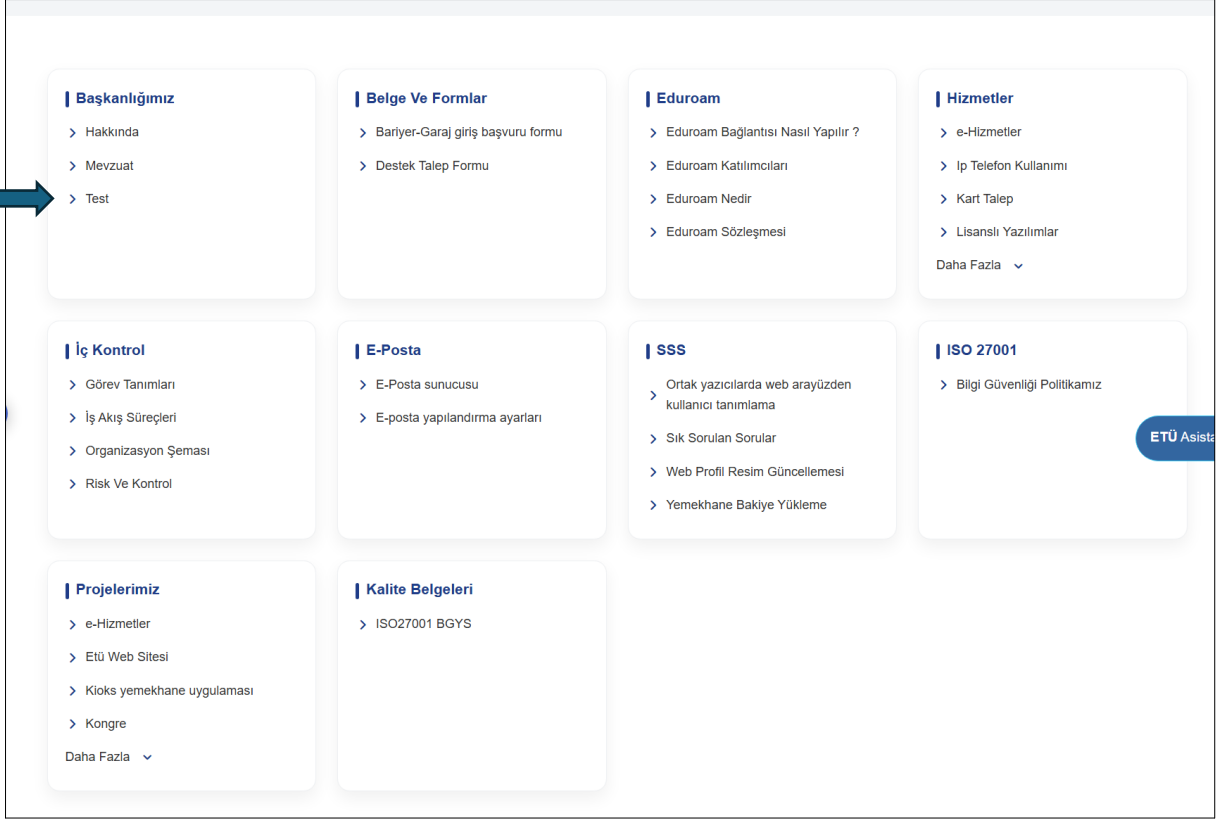 Başkanlığımız
Hakkında
Mevzuat
Test
Belge Ve Formlar
Bariyer-Garaj giriş başvuru formu
Destek Talep Formu
Eduroam
Eduroam Bağlantısı Nasıl Yapılır ?
Eduroam Katılımcıları
Eduroam Nedir
Eduroam Sözleşmesi
Hizmetler
e-Hizmetler
Ip Telefon Kullanımı
Kart Talep
Lisanslı Yazılımlar
Daha Fazla
İç Kontrol
Görev Tanımları
İş Akış Süreçleri
Organizasyon Şeması
Risk Ve Kontrol
E-Posta
E-Posta sunucusu
E-posta yapılandırma ayarları
SSS
Ortak yazıcılarda web arayüzden
kullanıcı tanımlama
Sık Sorulan Sorular
Web Profil Resim Güncellemesi
Yemekhane Bakiye Yükleme
ISO 27001
Bilgi Güvenliği Politikamız
ETÜ
Projelerimiz
e-Hizmetler
Etü Web Sitesi
Kioks yemekhane uygulaması
Kongre
Daha Fazla
Kalite Belgeleri
ISO27001 BGYS